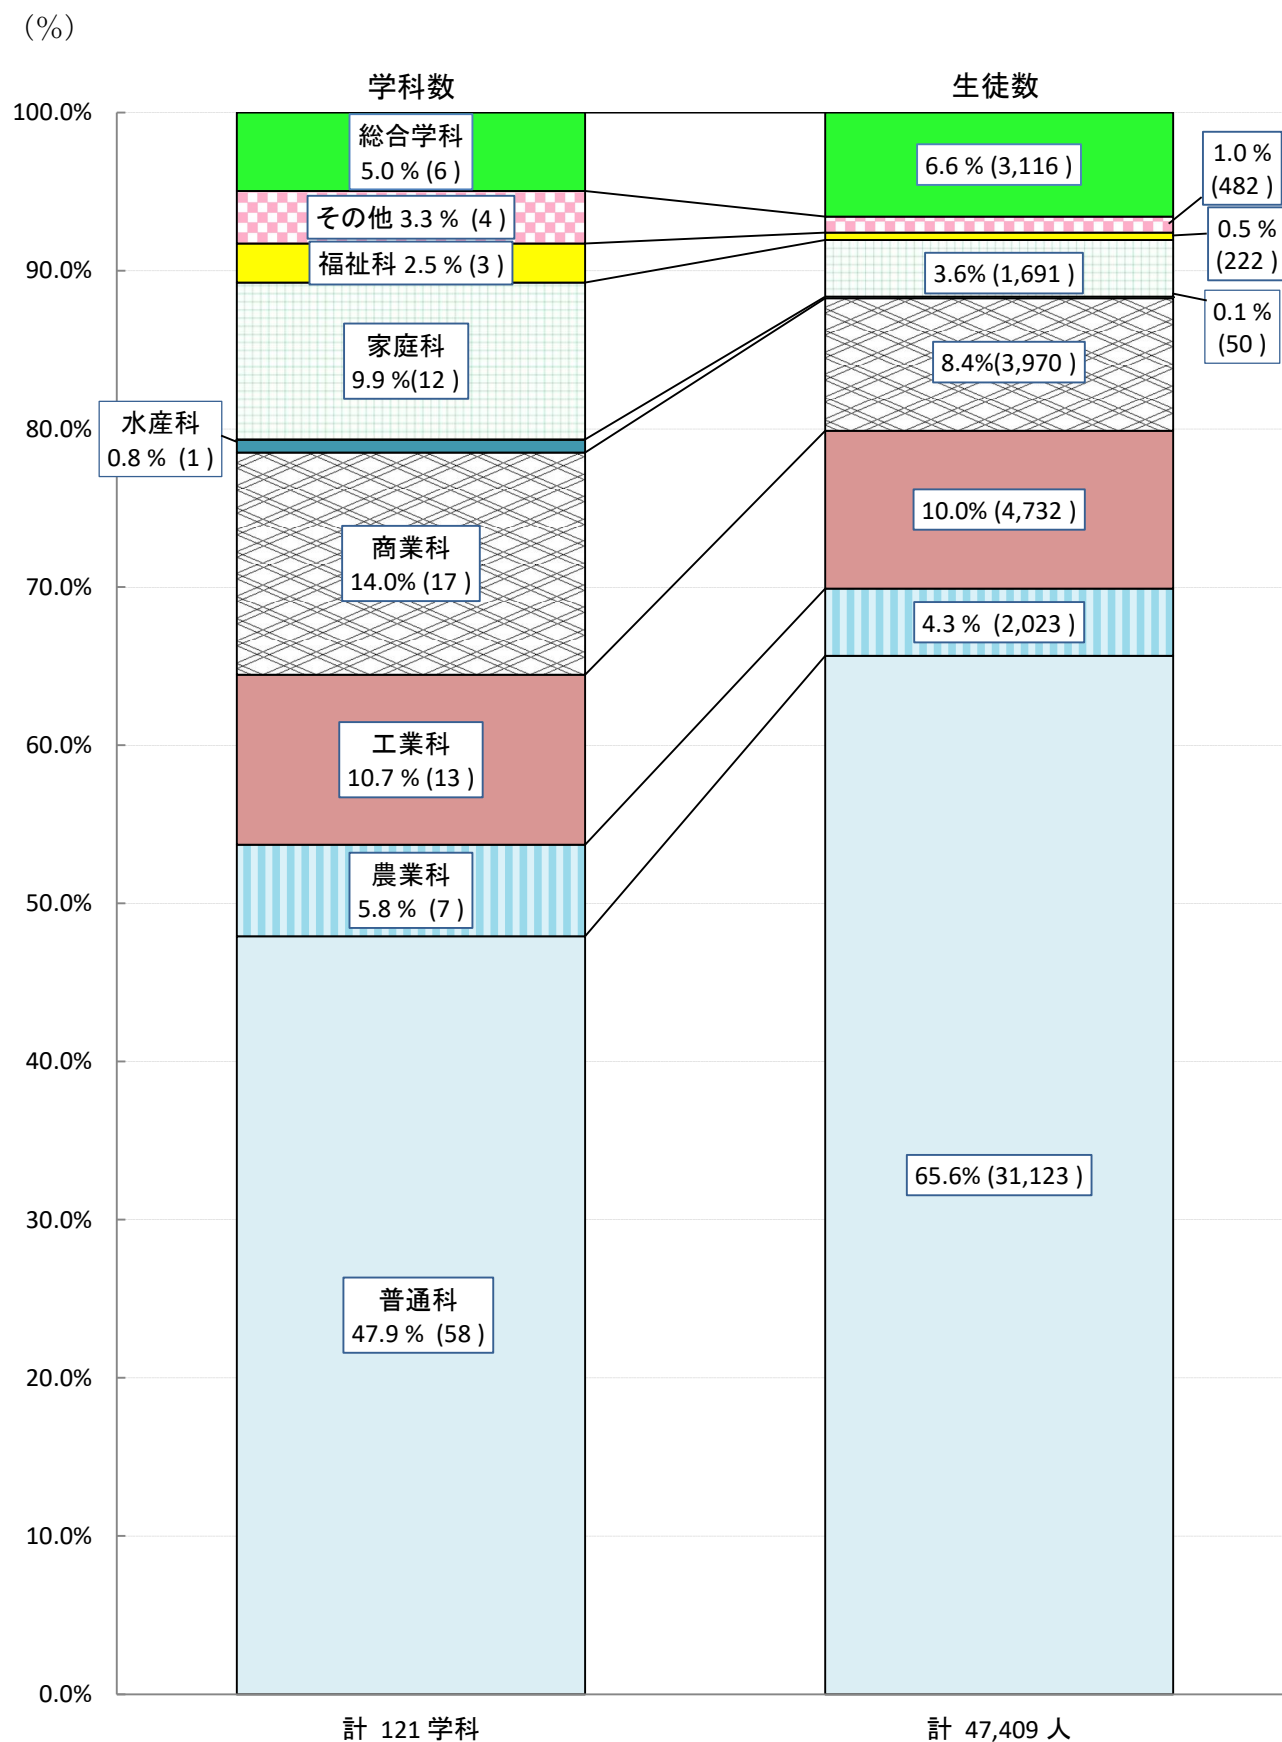 (%)
学科数
生徒数
100.0%
90.0%
80.0%
70.0%
60.0%
50.0%
40.0%
30.0%
20.0%
10.0%
0.0%
総合学科
5.0 % (6 )
その他 3.3 % (4 )
福祉科 2.5 % (3 )
家庭科
9.9 %(12 )
水産科
0.8 % (1 )
商業科
14.0% (17 )
工業科
10.7 % (13 )
農業科
5.8 % (7 )
普通科
47.9 % (58 )
6.6 % (3,116 )
1.0 %
(482 )
0.5 %
(222 )
3.6% (1,691 )
0.1 %
(50 )
8.4%(3,970 )
10.0% (4,732 )
4.3 % (2,023 )
65.6% (31,123 )
計 121 学科
計 47,409 人